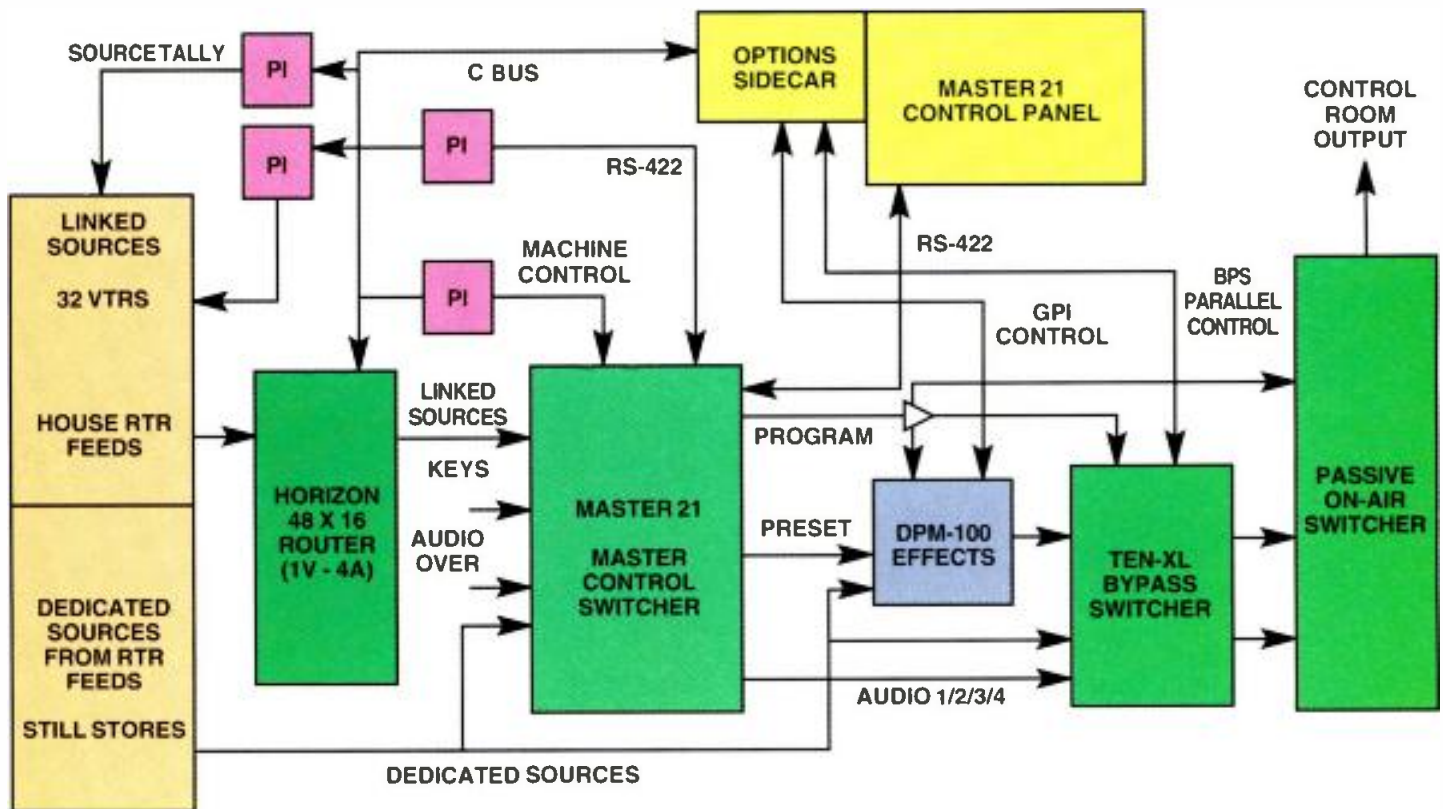 SOURCETALLY
PI
C BUS
OPTIONS
SIDECAR
MASTER 21
CONTROL PANEL
CONTROL
ROOM
OUTPUT
PI
PI
RS-422
LINKED
SOURCES
32 VTRS
HOUSE RTR
FEEDS
DEDICATED
SOURCES
FROM RTR
FEEDS
STILL STORES
MACHINE
CONTROL
PI
RS-422
GPI
CONTROL
BPS
PARALLEL
CONTROL
HORIZON
48 X 16
ROUTER
(1V - 4A)
LINKED
SOURCES
KEYS
AUDIO
OVER
MASTER 21
MASTER
CONTROL
SWITCHER
PROGRAM
PRESET
DPM-100
EFFECTS
TEN-XL
BYPASS
SWITCHER
PASSIVE
ON-AIR
SWITCHER
AUDIO 1/2/3/4
DEDICATED SOURCES